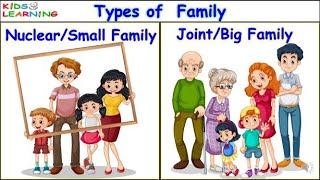 KIDS
LEARNING
Types of Family
Nuclear/Small Family
Joint/Big Family